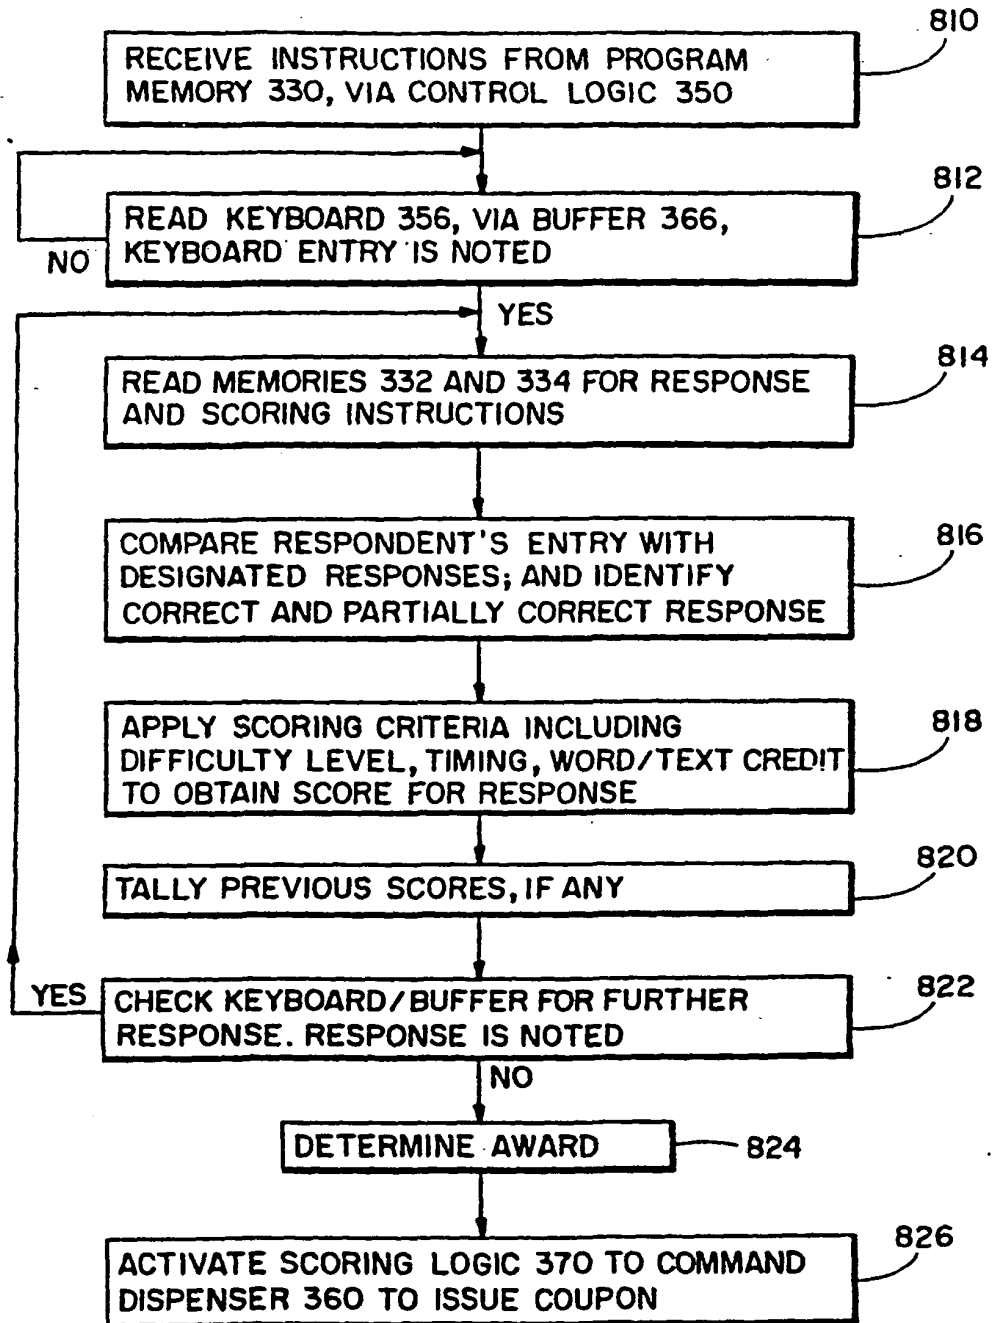 810
RECEIVE INSTRUCTIONS FROM PROGRAM
MEMORY 330, VIA CONTROL LOGIC 350
812
READ KEYBOARD 356, VIA BUFFER 366,
KEYBOARD ENTRY IS NOTED
NO
YES
814
READ MEMORIES 332 AND 334 FOR RESPONSE
AND SCORING INSTRUCTIONS
816
COMPARE RESPONDENT'S ENTRY WITH
DESIGNATED RESPONSES; AND IDENTIFY
CORRECT AND PARTIALLY CORRECT RESPONSE
818
APPLY SCORING CRITERIA INCLUDING
DIFFICULTY LEVEL, TIMING, WORD/TEXT CREDIT
TO OBTAIN SCORE FOR RESPONSE
820
TALLY PREVIOUS SCORES, IF ANY
822
YES
CHECK KEYBOARD/BUFFER FOR FURTHER
RESPONSE. RESPONSE IS NOTED
NO
DETERMINE AWARD
824
826
ACTIVATE SCORING LOGIC 370 TO COMMAND
DISPENSER 360 TO ISSUE COUPON